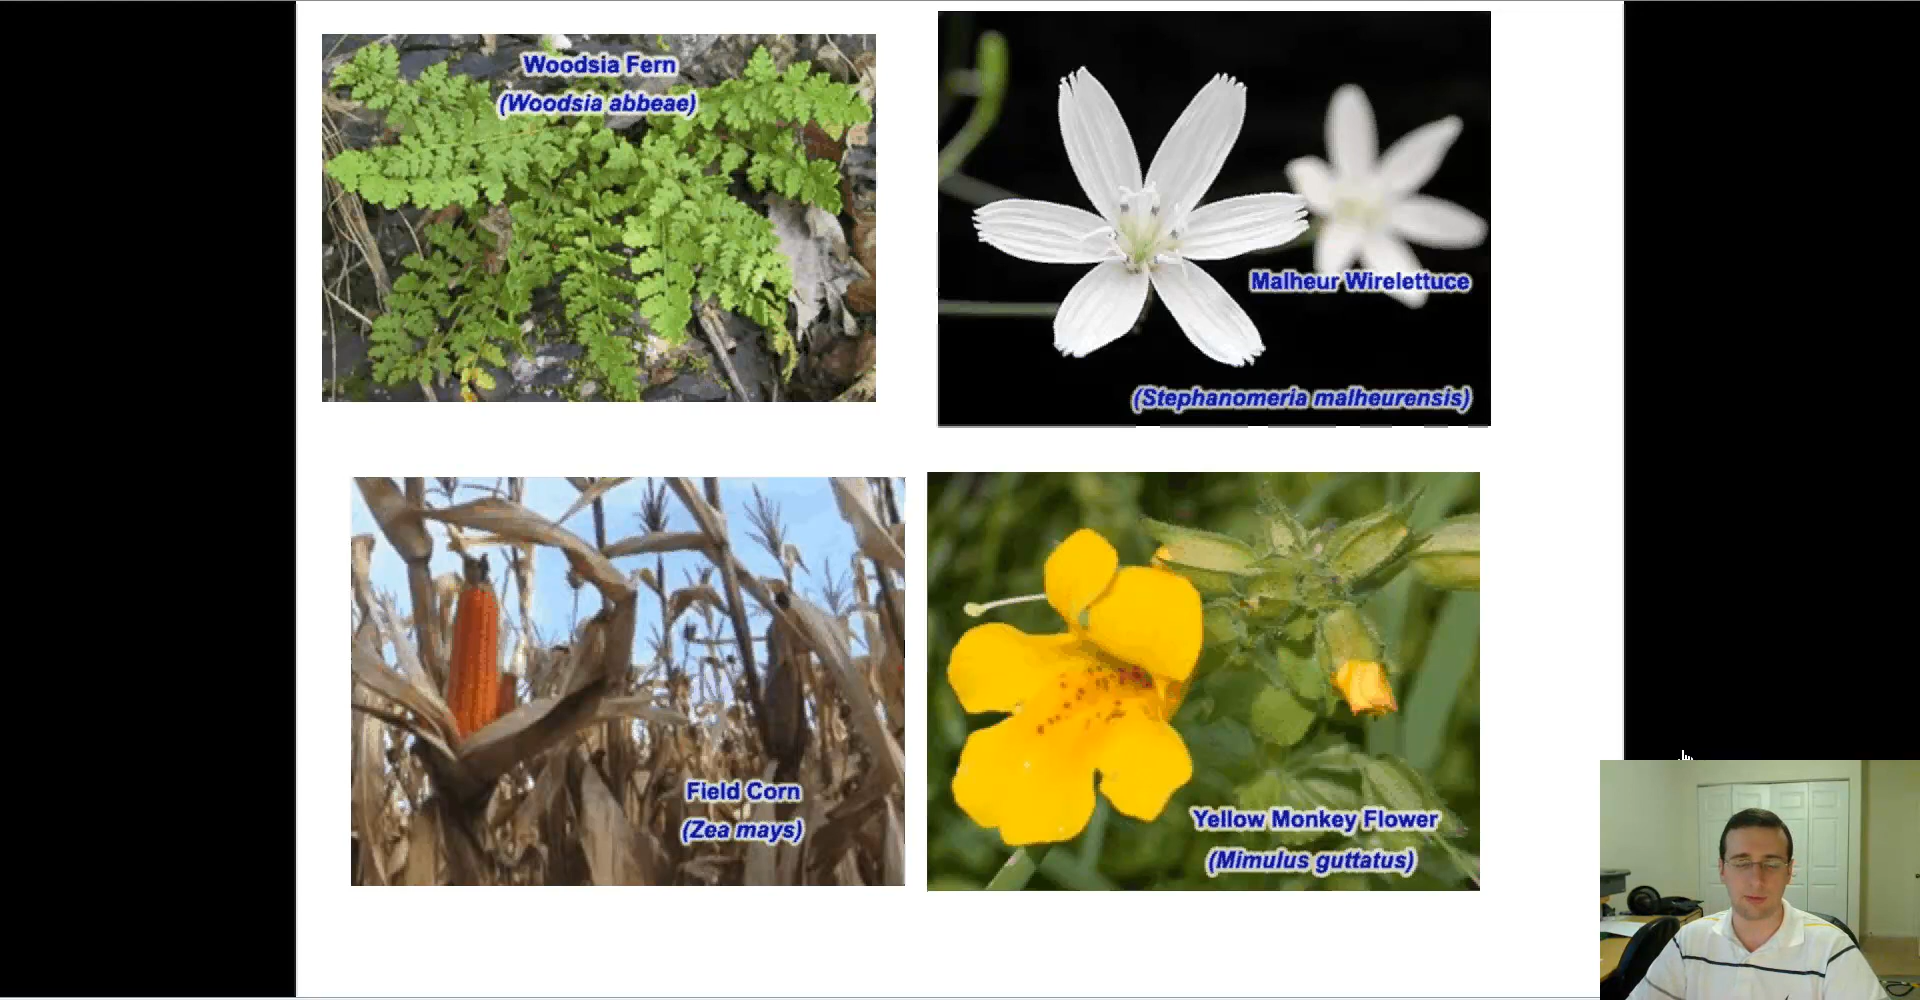 Woodsia Fern
(Woodsia abbeae)
Malheur Wirelettuce
(Stephanomeria malheurensis)
Field Corn
(Zea mays)
Yellow Monkey Flower
(Mimulus guttatus)